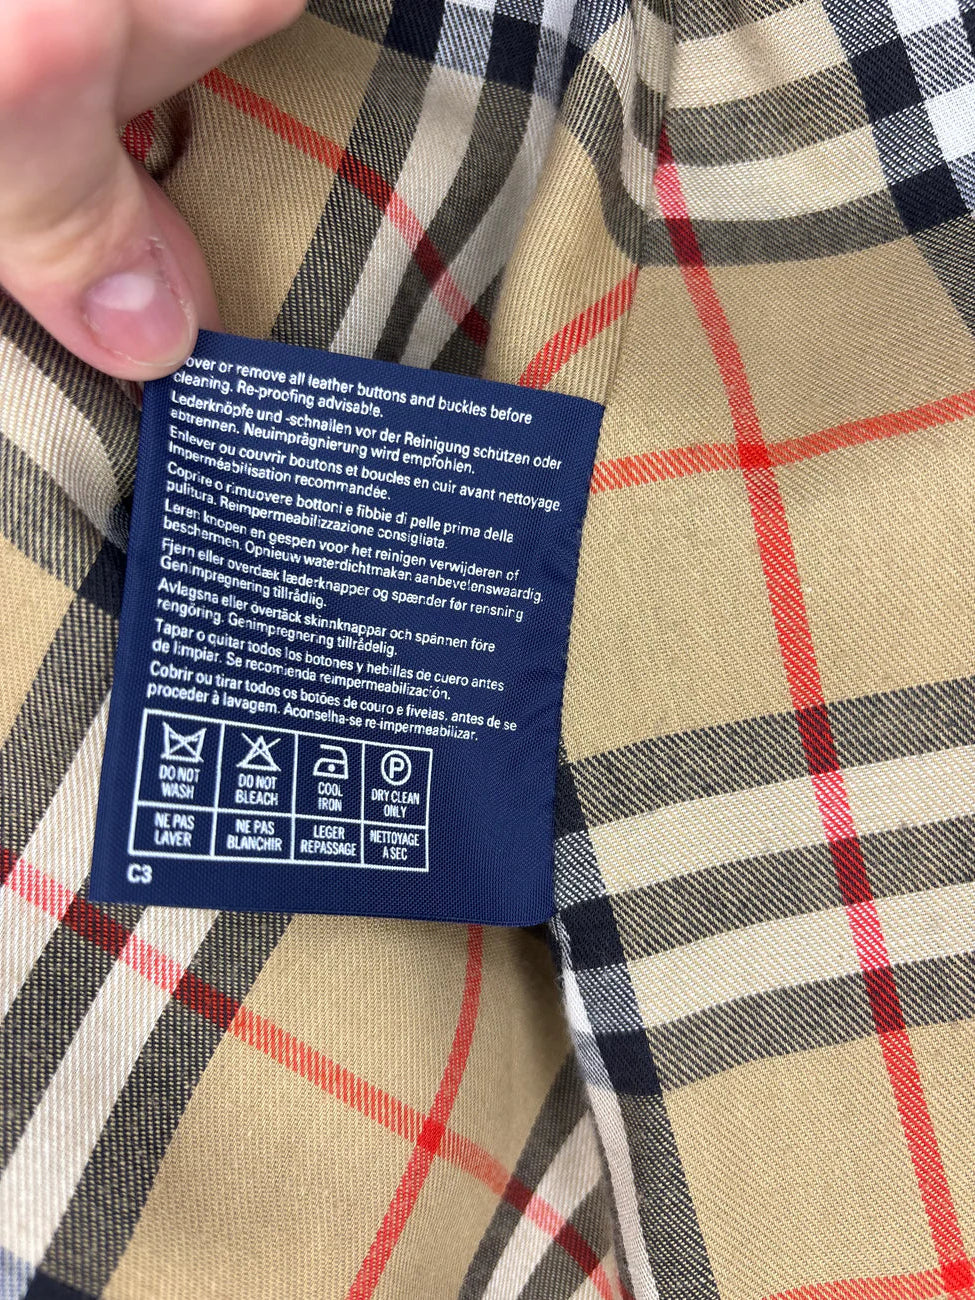 over or remove all leather buttons and buckles before
cleaning. Re-proofing advisable.
Lederknöpfe und -schnallen vor der Reinigung schützen oder
abtrennen. Neuimprägnierung wird empfohlen.
Enlever ou couvrir boutons et boucles en cuir avant nettoyage.
Imperméabilisation recommandée.
Coprire o rimuovere bottoni e fibbie di pelle prima della
pulitura. Reimpermeabilizzazione consigliata.
Leren knopen en gespen voor het reinigen verwijderen of
beschermen. Opnieuw waterdichtmaken aanbevelenswaardig.
Fjern eller overdæk læderknapper og spænder før rensning
Genimpregnering tillrådiig.
Avlagsna eller övertäck skinnknappar och spännen före
rengöring. Genimpregnering tillrådelig.
Tapar o quitar todos los botones y hebillas de cuero antes
de limpiar. Se recomienda reimpermeabilización.
Cobrir ou tirar todos os botões de couro e fivelas, antes de se
proceder à lavagem. Aconselha-se re-impermeabilizar.
DO NOT WASH
DO NOT BLEACH
COOL IRON
P
DRY CLEAN ONLY
NE PAS LAVER
NE PAS BLANCHIR
LEGER REPASSAGE
NETTOYAGE A SEC
C3